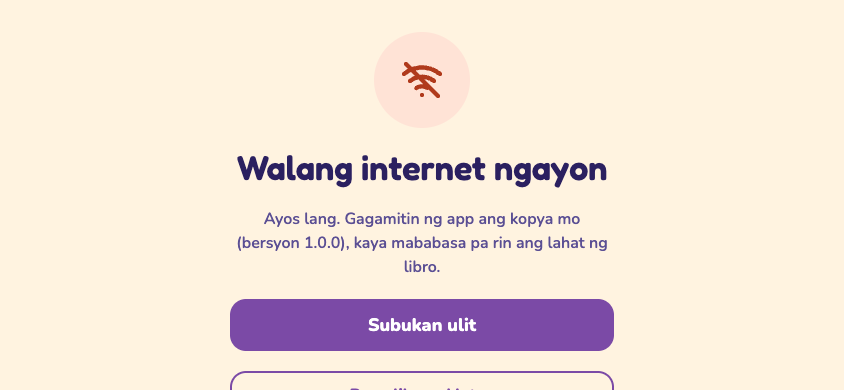 Walang internet ngayon
Ayos lang. Gagamitin ng app ang kopya mo
(bersyon 1.0.0), kaya mababasa pa rin ang lahat ng
libro.
Subukan ulit